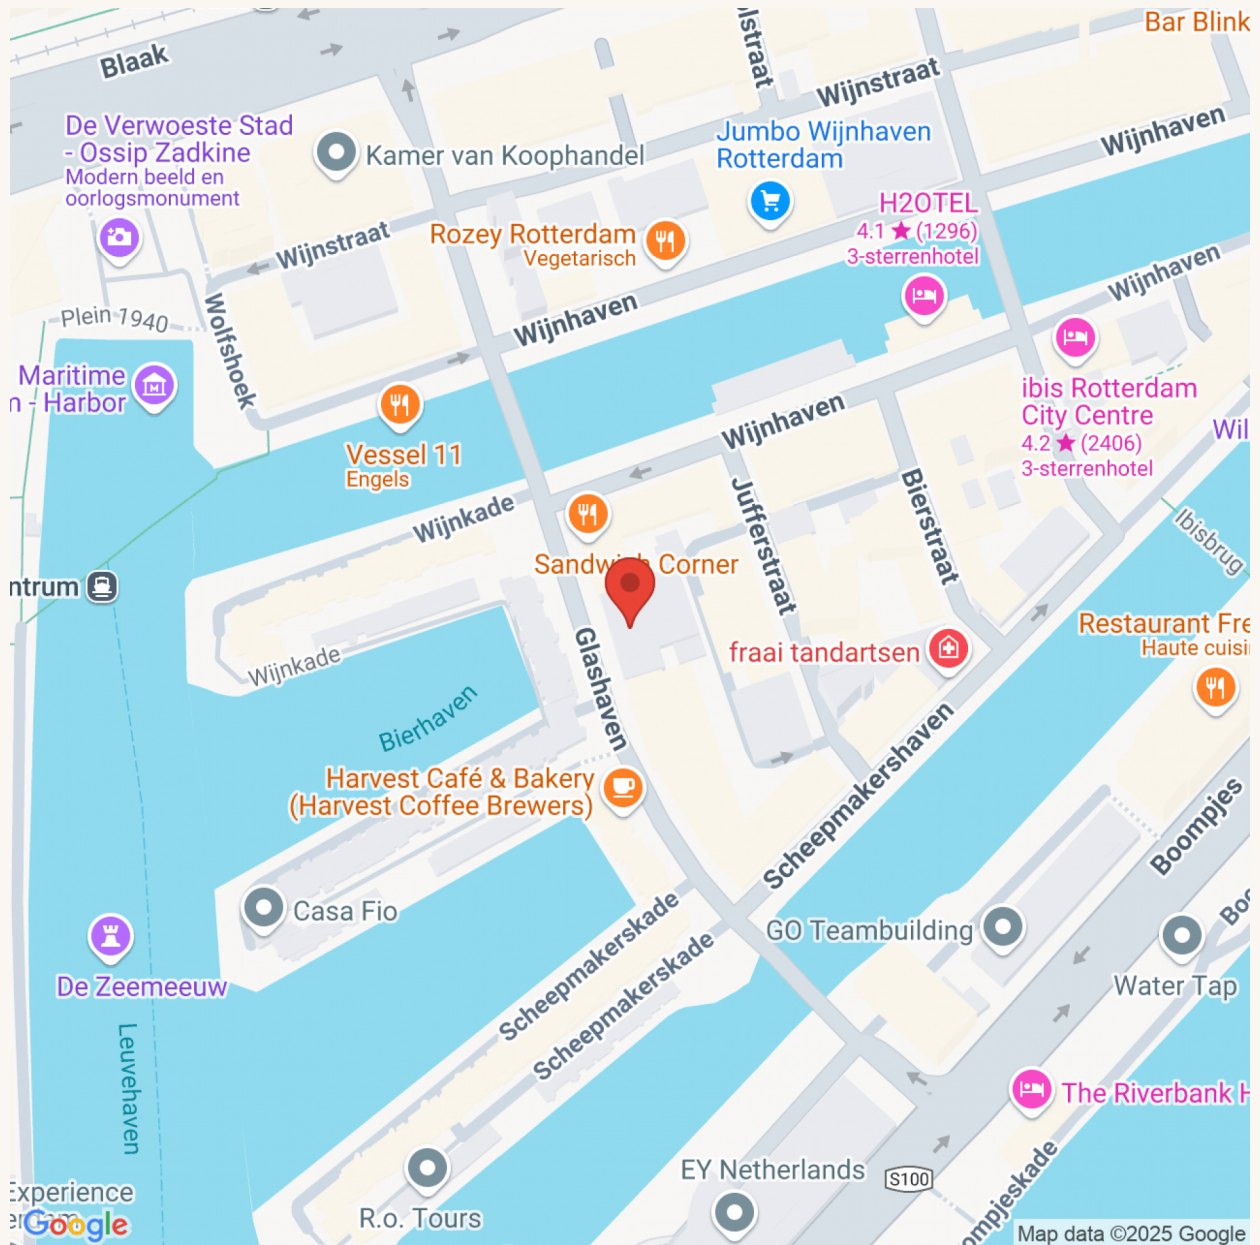 Bar Blink
Blaak
Wijnstraat
De Verwoeste Stad
- Ossip Zadkine
Modern beeld en
oorlogsmonument
Kamer van Koophandel
Jumbo Wijnhaven
Rotterdam
Wijnhaven
H2OTEL
4.1 ★ (1296)
3-sterrenhotel
Rozey Rotterdam
Vegetarisch
Wijnstraat
Wijnhaven
Wolfshoek
Plein 1940
Wijnhaven
Maritime
- Harbor
ibis Rotterdam
City Centre
4.2 ★ (2406)
3-sterrenhotel
Vessel 11
Engels
Wijnhaven
Wijnkade
Jufferstraat
Bierstraat
Ibisbrug
Sandwich Corner
Wijnkade
Bierhaven
Glashaven
fraai tandartsen
Restaurant Fre
Haute cuisi
Harvest Café & Bakery
(Harvest Coffee Brewers)
Scheepmakershaven
Boompjes
Casa Fio
GO Teambuilding
Water Tap
De Zeemeeuw
Scheepmakerskade
Scheepmakerskade
Leuvehaven
The Riverbank H
EY Netherlands
S100
R.o. Tours
Experience
Google
Map data ©2025 Google